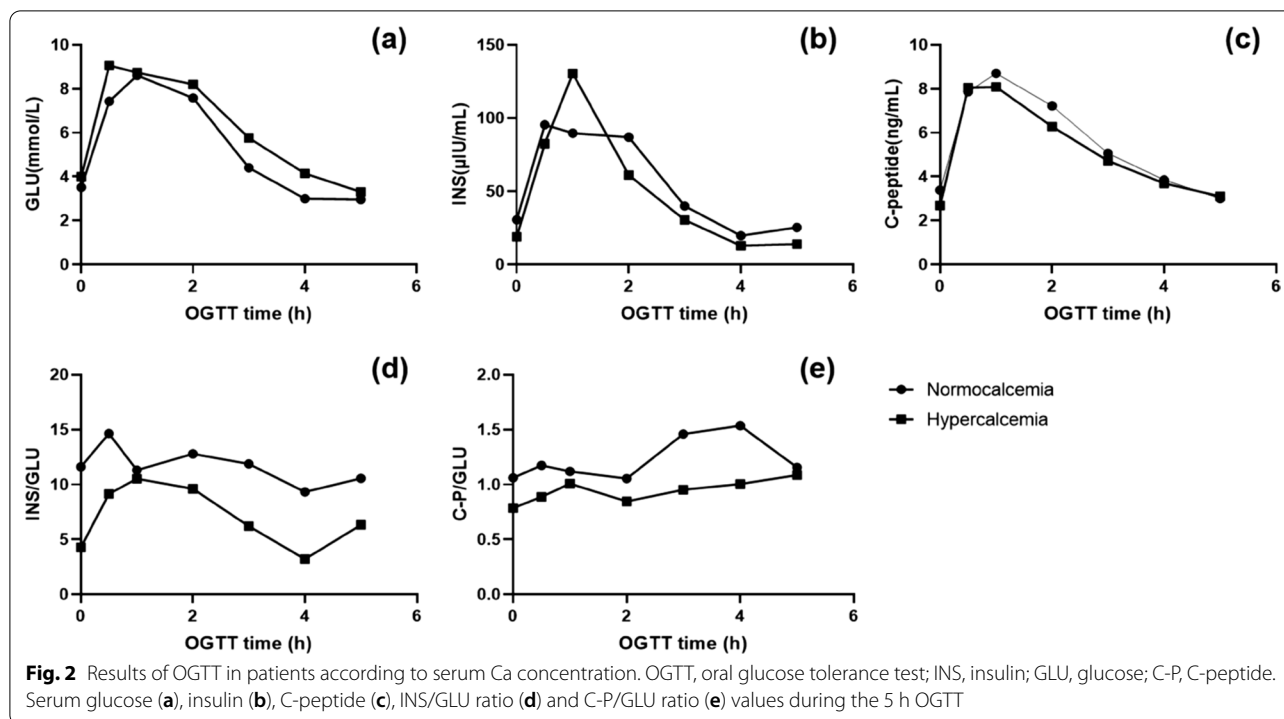 (a)
10
8
6
4
2
0
GLU(mmol/L)
0 2 4 6
OGTT time (h)
(b)
150
100
50
0
INS(µIU/mL)
0 2 4 6
OGTT time (h)
(c)
10
8
6
4
2
0
C-peptide(ng/mL)
0 2 4 6
OGTT time (h)
(d)
20
15
10
5
0
INS/GLU
0 2 4 6
OGTT time (h)
(e)
2.0
1.5
1.0
0.5
0.0
C-P/GLU
0 2 4 6
OGTT time (h)
Normocalcemia
Hypercalcemia
Fig. 2 Results of OGTT in patients according to serum Ca concentration. OGTT, oral glucose tolerance test; INS, insulin; GLU, glucose; C-P, C-peptide.
Serum glucose (a), insulin (b), C-peptide (c), INS/GLU ratio (d) and C-P/GLU ratio (e) values during the 5 h OGTT